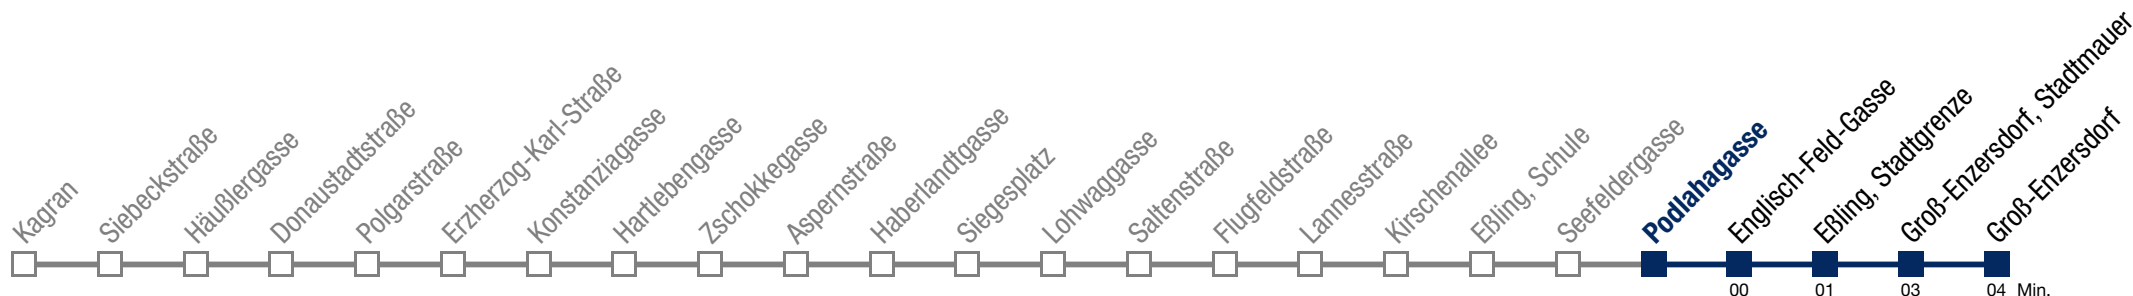 Kagran
Siebeckstraße
Häußlergasse
Donaustadtstraße
Polgarstraße
Erzherzog-Karl-Straße
Konstanziagasse
Hartlebengasse
Zschokkegasse
Aspernstraße
Haberlandtgasse
Siegesplatz
Lohwaggasse
Saltenstraße
Flugfeldstraße
Lannesstraße
Kirschenallee
Eßling, Schule
Seefeldergasse
Podlahagasse
Englisch-Feld-Gasse
Eßling, Stadtgrenze
Groß-Enzersdorf, Stadtmauer
Groß-Enzersdorf
00 01 03 04 Min.